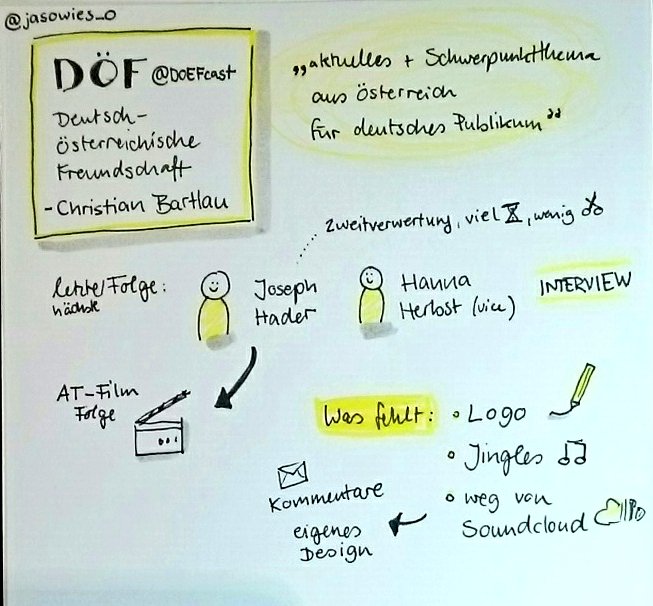 @jasowies_o
DÖF @DOEFcast
Deutsch-
österreichische
Freundschaft
- Christian Bartlau
„aktuelles + Schwerpunktthema
aus Österreich
für deutsches Publikum“
Zweitverwertung, viel , wenig
letzte/Folge:
nächste
Joseph
Hader
Hanna
Herbst (vice)
INTERVIEW
AT-Film
Folge
Was fehlt:
• Logo
• Jingles
• weg von
Soundcloud
Kommentare
eigenes
Design